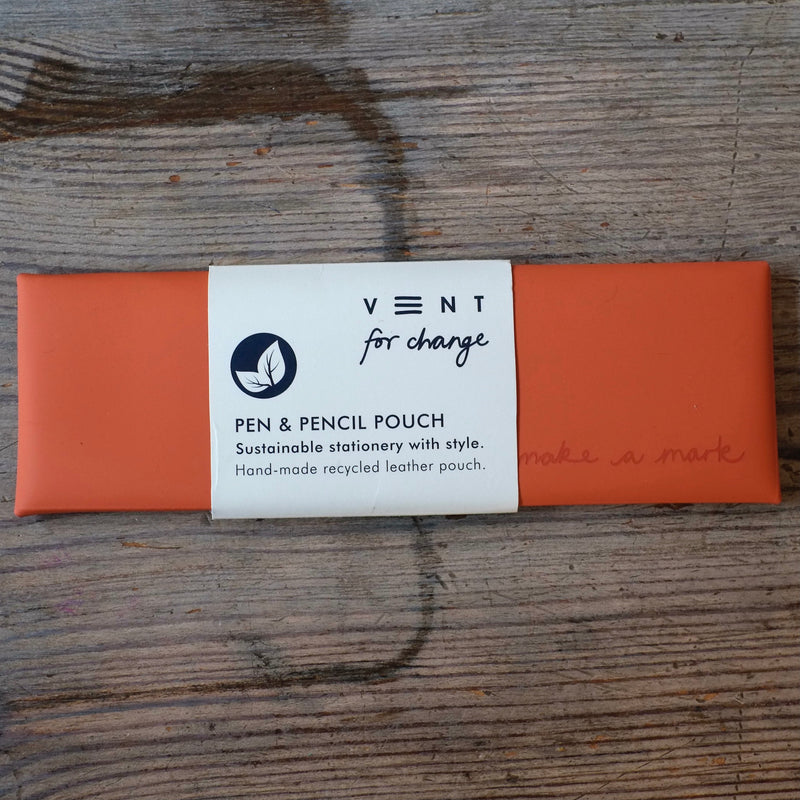 VENT
for change
PEN & PENCIL POUCH
Sustainable stationery with style.
Hand-made recycled leather pouch.
make a mark